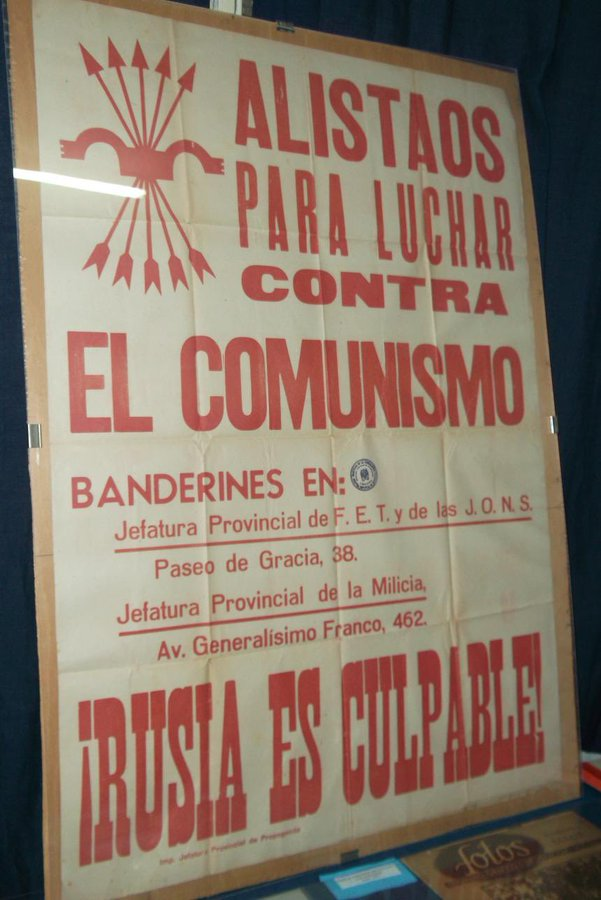 ALISTAOS
PARA LUCHAR
CONTRA
EL COMUNISMO
BANDERINES EN:
Jefatura Provincial de F. E. T. y de las J. O. N. S.
Paseo de Gracia, 38.
Jefatura Provincial de la Milicia,
Av. Generalísimo Franco, 462.
¡RUSIA ES CULPABLE!
Imp. Jefatura Provincial de Propaganda
fotos